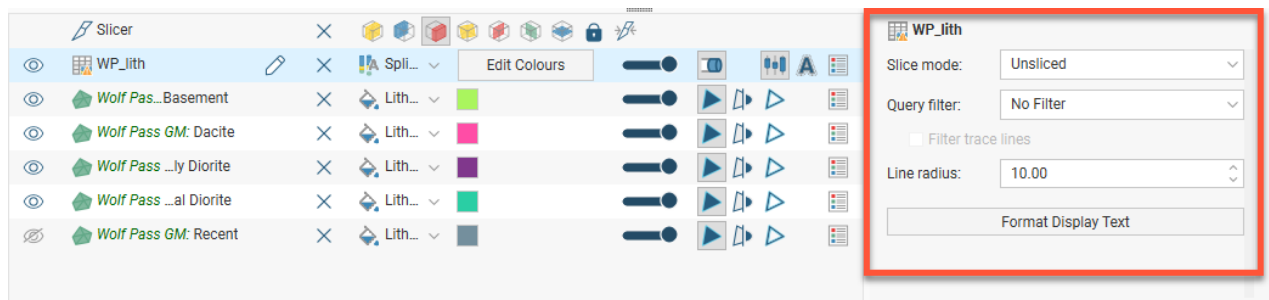 Slicer
WP_lith Spli... Edit Colours A
Wolf Pas...Basement Lith...
Wolf Pass GM: Dacite Lith...
Wolf Pass ...ly Diorite Lith...
Wolf Pass ...al Diorite Lith...
Wolf Pass GM: Recent Lith...
WP_lith
Slice mode: Unsliced
Query filter: No Filter
Filter trace lines
Line radius: 10.00
Format Display Text